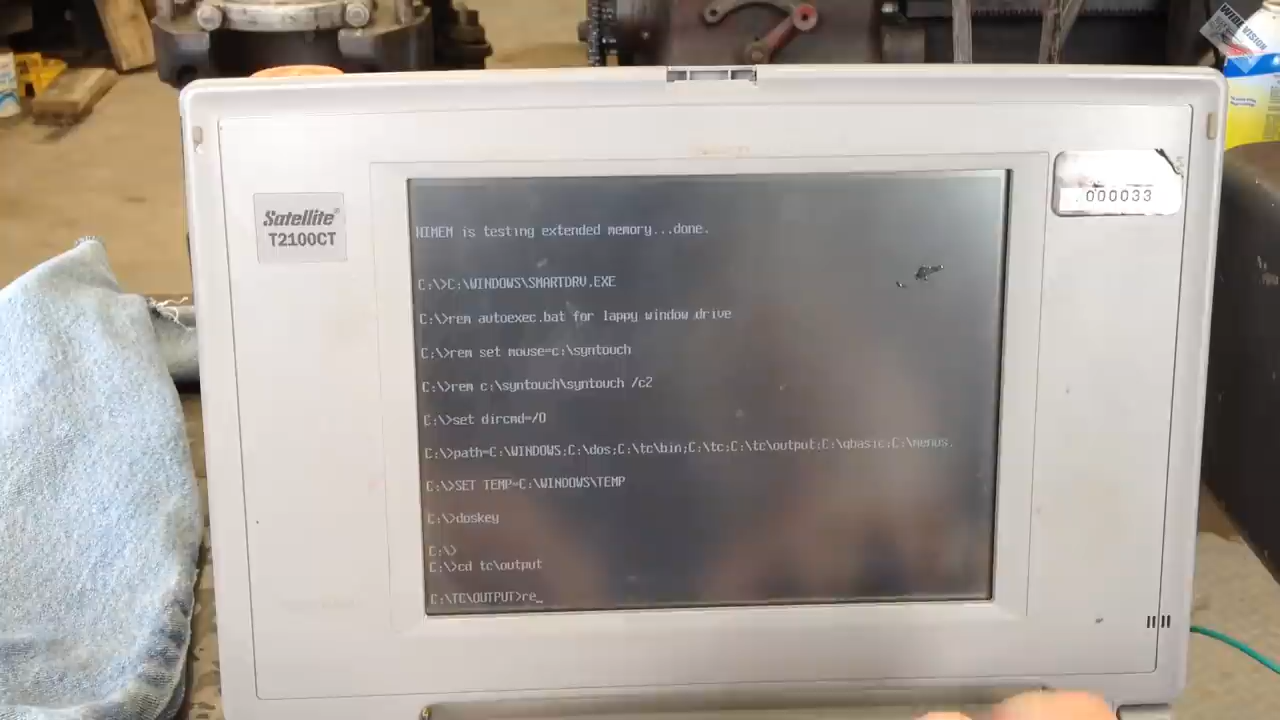 WIDE VISION
Satellite®
T2100CT
000033
HIMEM is testing extended memory...done.
C:\>C:\WINDOWS\SMARTDRV.EXE
C:\>rem autoexec.bat for lappy window drive
C:\>rem set mouse=c:\syntouch
C:\>rem c:\syntouch\syntouch /c2
C:\>set dircmd=/O
C:\>path=C:\WINDOWS;C:\dos;C:\tc\bin;C:\tc;C:\tc\output;C:\qbasic;C:\menus.
C:\>SET TEMP=C:\WINDOWS\TEMP
C:\>doskey
C:\>
C:\>cd tc\output
C:\TC\OUTPUT>re_